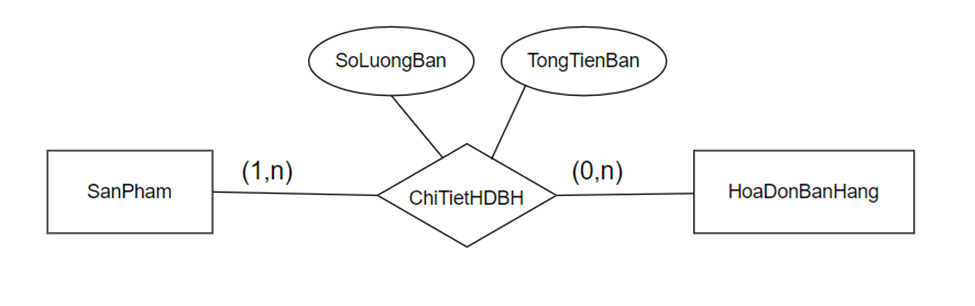 SoLuongBan
TongTienBan
SanPham
(1,n)
ChiTietHDBH
(0,n)
HoaDonBanHang